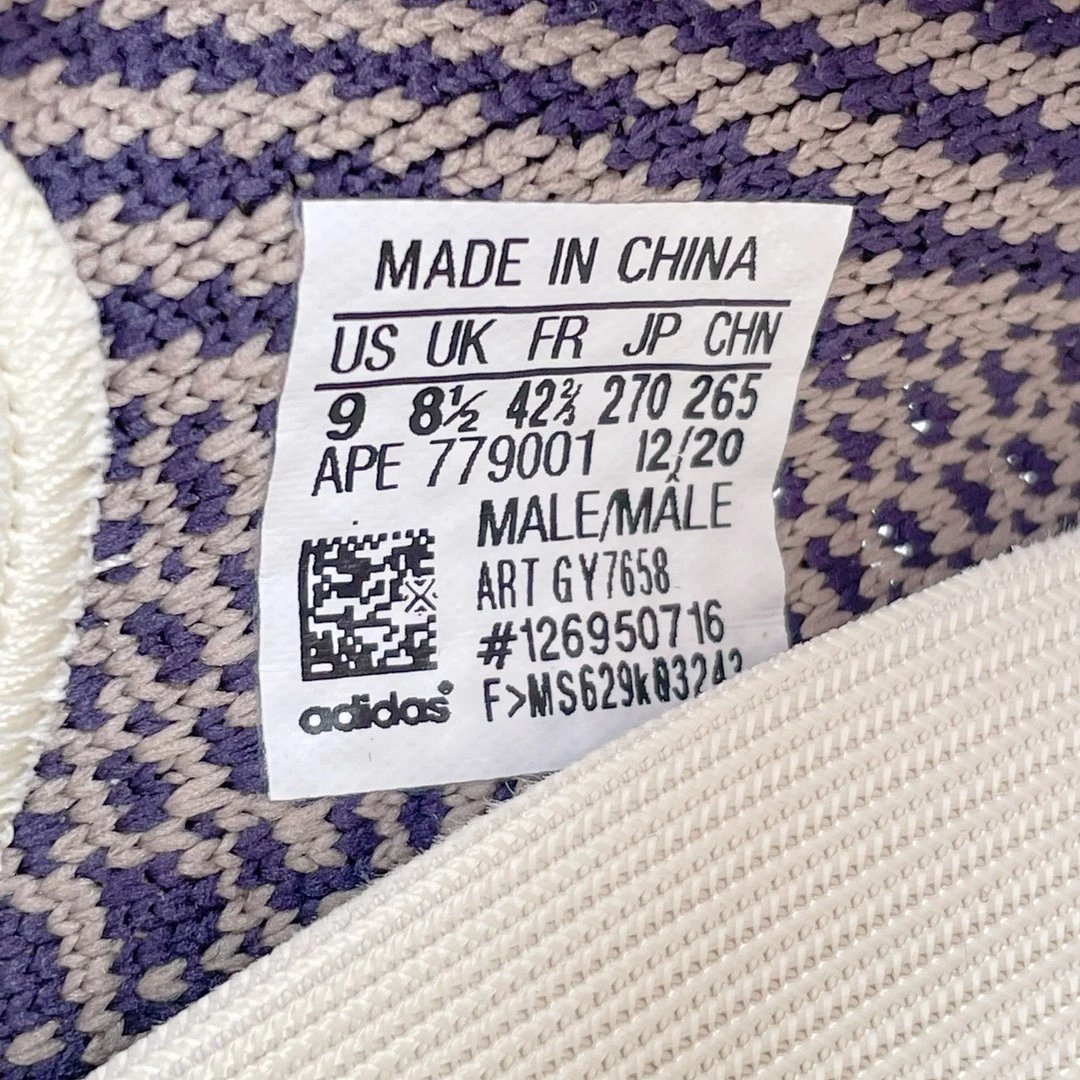 MADE IN CHINA
US UK FR JP CHN
9 8½ 42⅔ 270 265
APE 779001 12/20
MALE/MÂLE
ART GY7658
#126950716
adidas